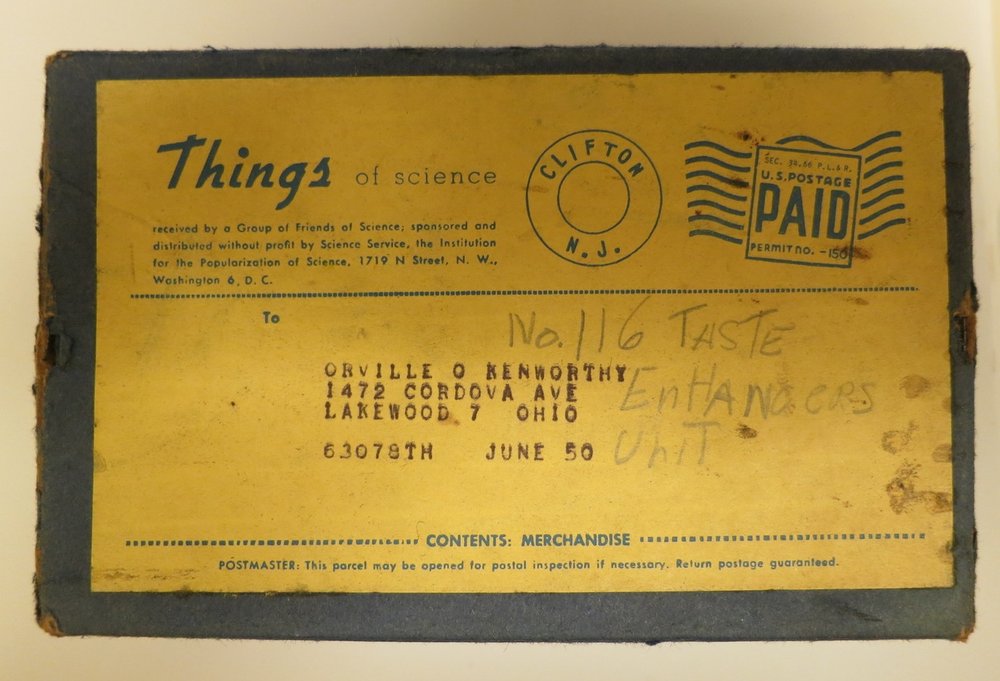 Things of science
received by a Group of Friends of Science; sponsored and
distributed without profit by Science Service, the Institution
for the Popularization of Science, 1719 N Street, N. W.,
Washington 6, D. C.
CLIFTON
N. J.
SEC. 34.66 P. L. & R.
U. S. POSTAGE
PAID
PERMIT no. -150
To
No. 116 TASTE
EnHANCERS
UniT
ORVILLE O KENWORTHY
1472 CORDOVA AVE
LAKEWOOD 7 OHIO
63078TH JUNE 50
CONTENTS: MERCHANDISE
POSTMASTER: This parcel may be opened for postal inspection if necessary. Return postage guaranteed.